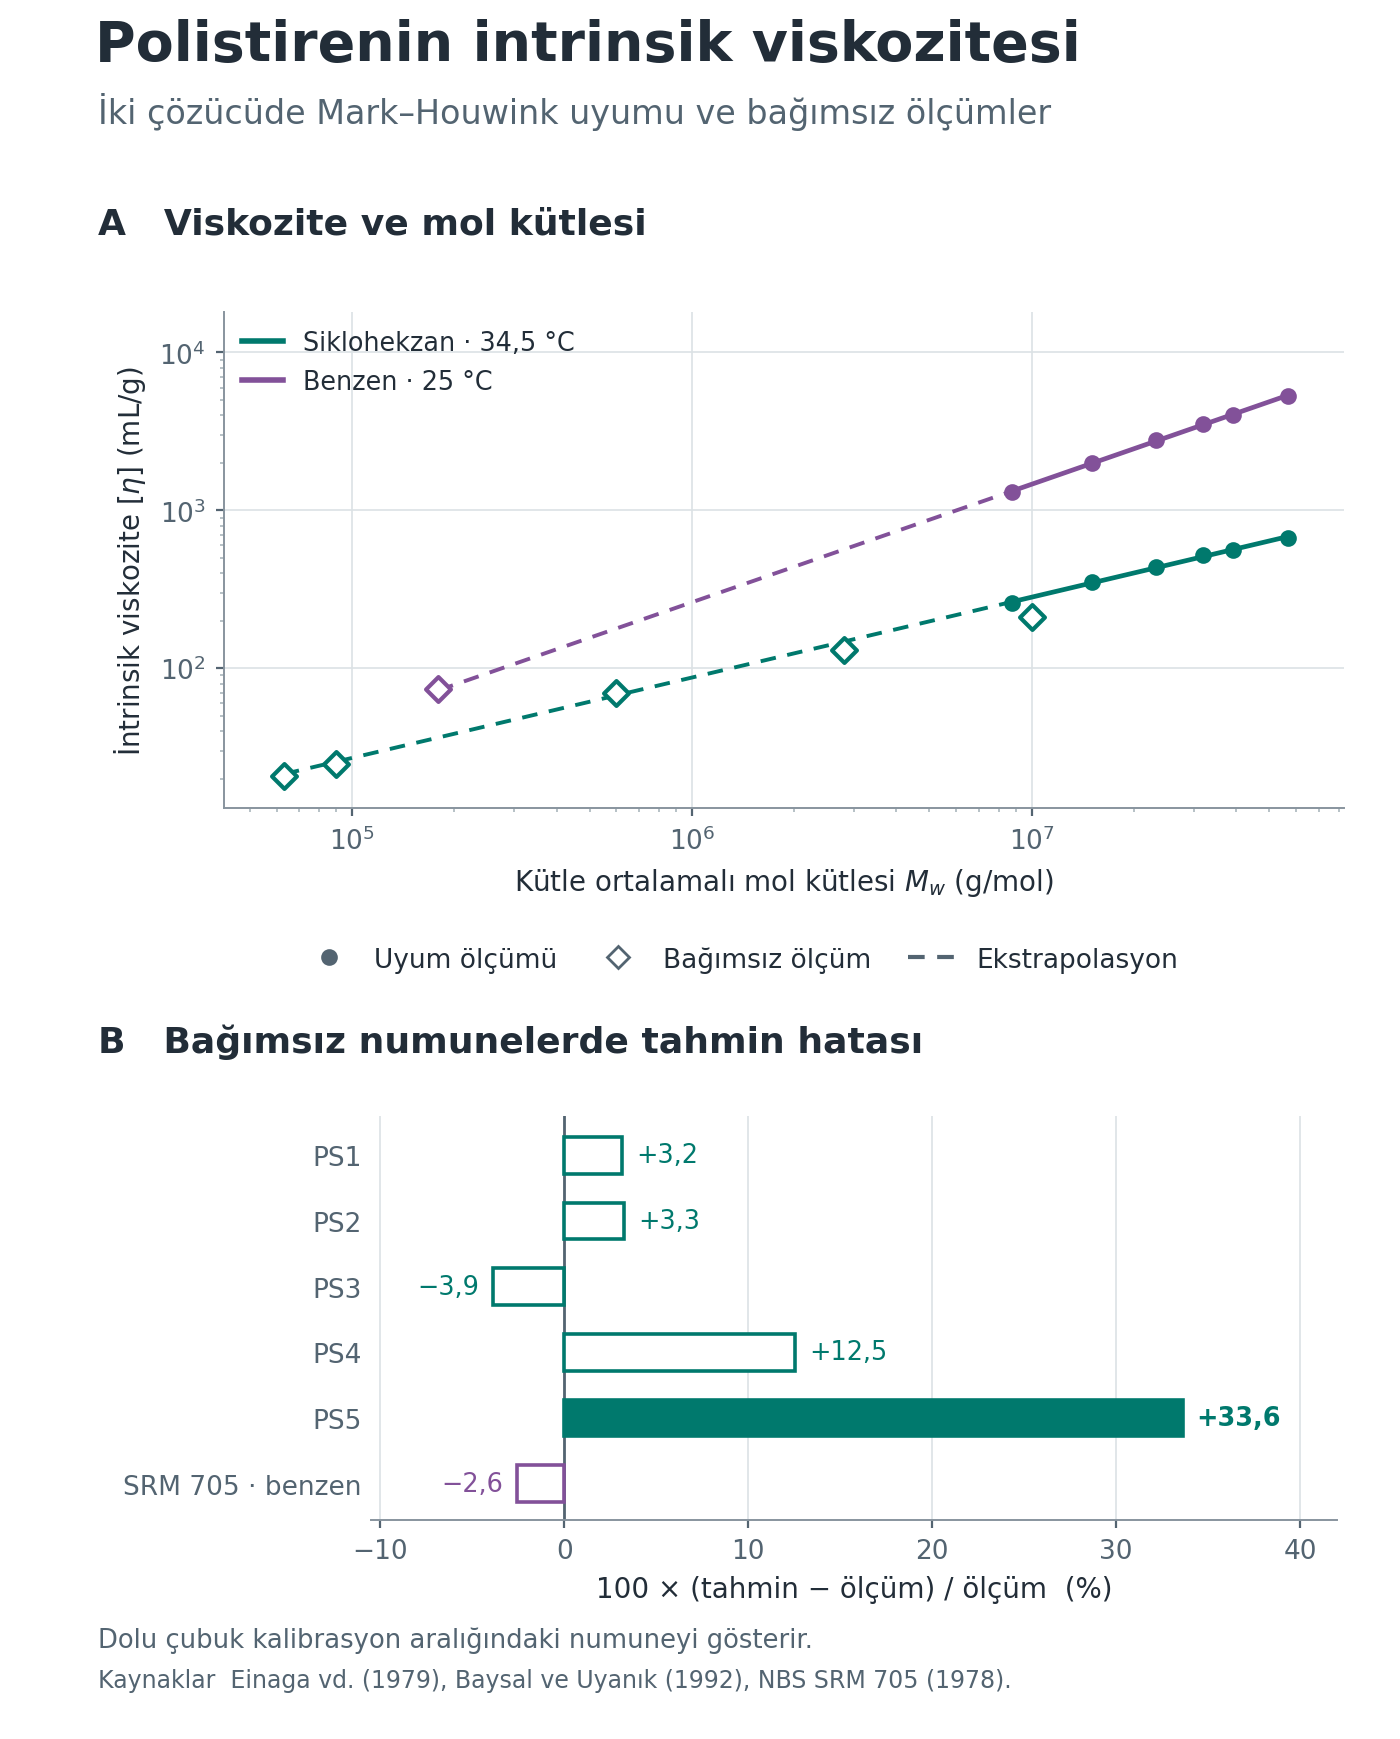 Polistirenin intrinsik viskozitesi
İki çözücüde Mark–Houwink uyumu ve bağımsız ölçümler
A Viskozite ve mol kütlesi
Siklohekzan · 34,5 °C
Benzen · 25 °C
10⁴
10³
10²
İntrinsik viskozite [η] (mL/g)
10⁵ 10⁶ 10⁷
Kütle ortalamalı mol kütlesi M_w (g/mol)
Uyum ölçümü Bağımsız ölçüm Ekstrapolasyon
B Bağımsız numunelerde tahmin hatası
PS1 +3,2
PS2 +3,3
PS3 −3,9
PS4 +12,5
PS5 +33,6
SRM 705 · benzen −2,6
−10 0 10 20 30 40
100 × (tahmin − ölçüm) / ölçüm (%)
Dolu çubuk kalibrasyon aralığındaki numuneyi gösterir.
Kaynaklar Einaga vd. (1979), Baysal ve Uyanık (1992), NBS SRM 705 (1978).